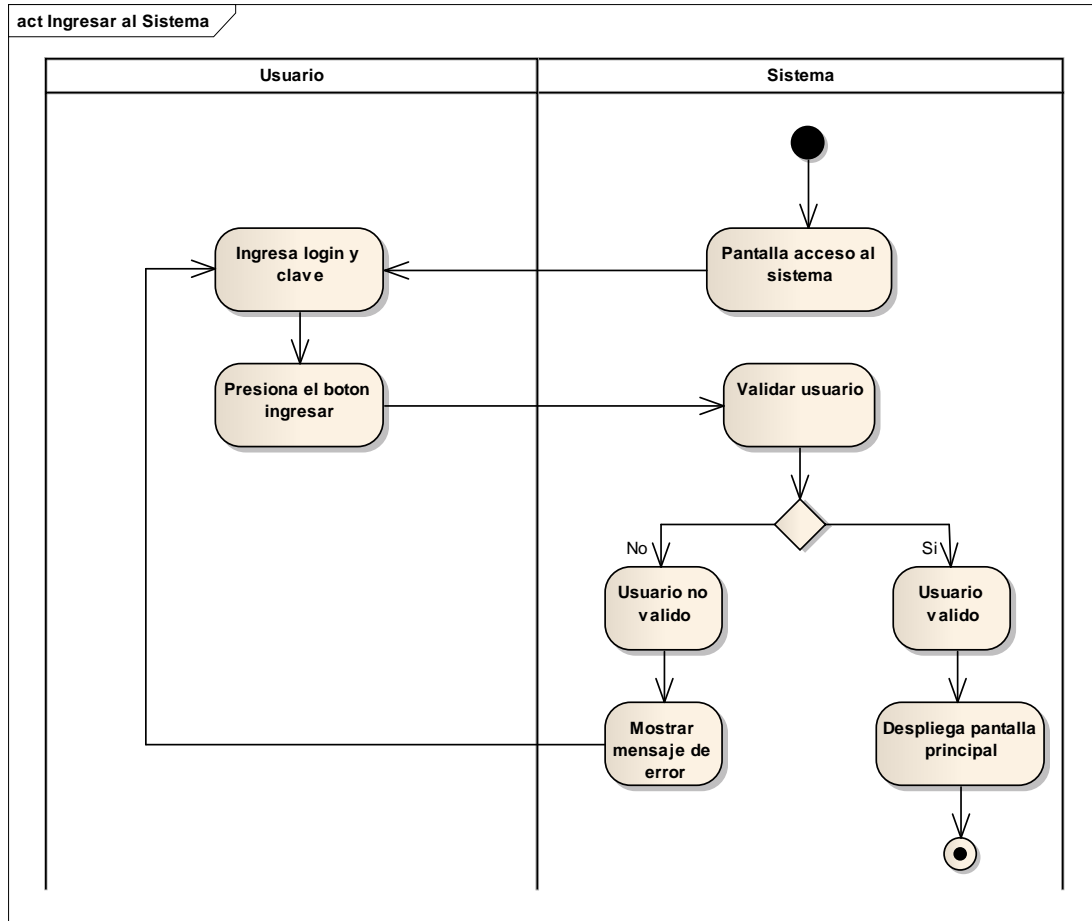 act Ingresar al Sistema
Usuario
Sistema
Ingresa login y
clave
Pantalla acceso al
sistema
Presiona el boton
ingresar
Validar usuario
No
Si
Usuario no
valido
Usuario
valido
Mostrar
mensaje de
error
Despliega pantalla
principal